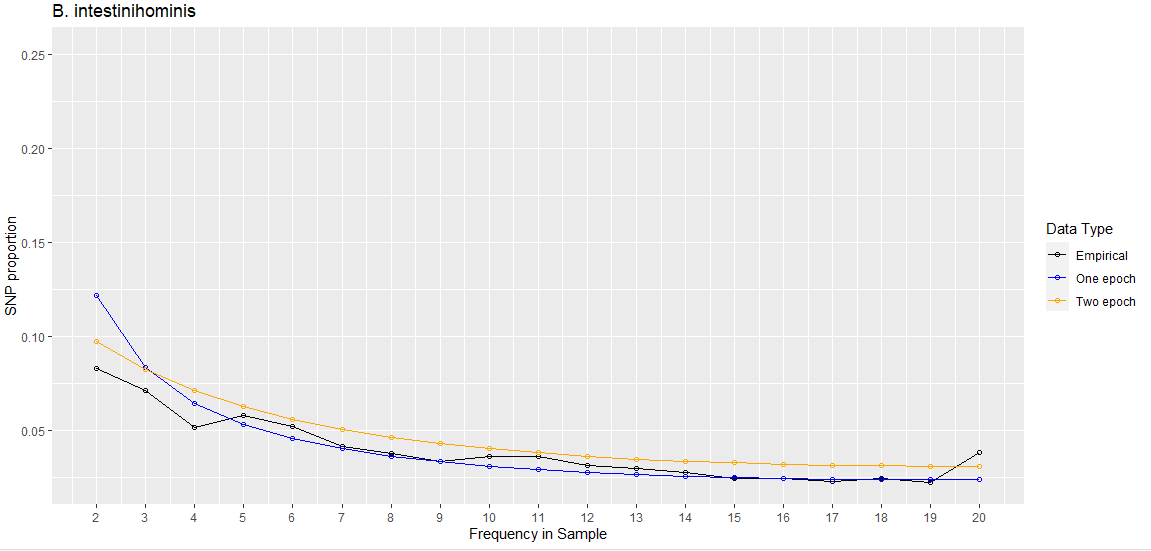 B. intestinihominis
0.25
0.20
0.15
0.10
0.05
SNP proportion
2 3 4 5 6 7 8 9 10 11 12 13 14 15 16 17 18 19 20
Frequency in Sample
Data Type
Empirical
One epoch
Two epoch